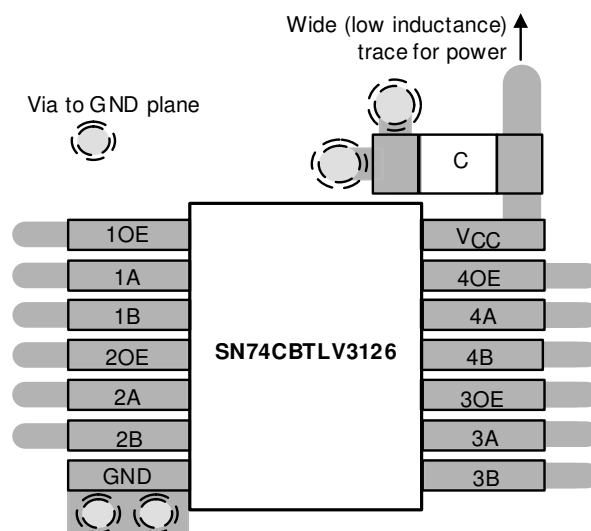 Wide (low inductance)
trace for power
Via to GND plane
C
1OE
1A
1B
2OE
2A
2B
GND
SN74CBTLV3126
VCC
4OE
4A
4B
3OE
3A
3B